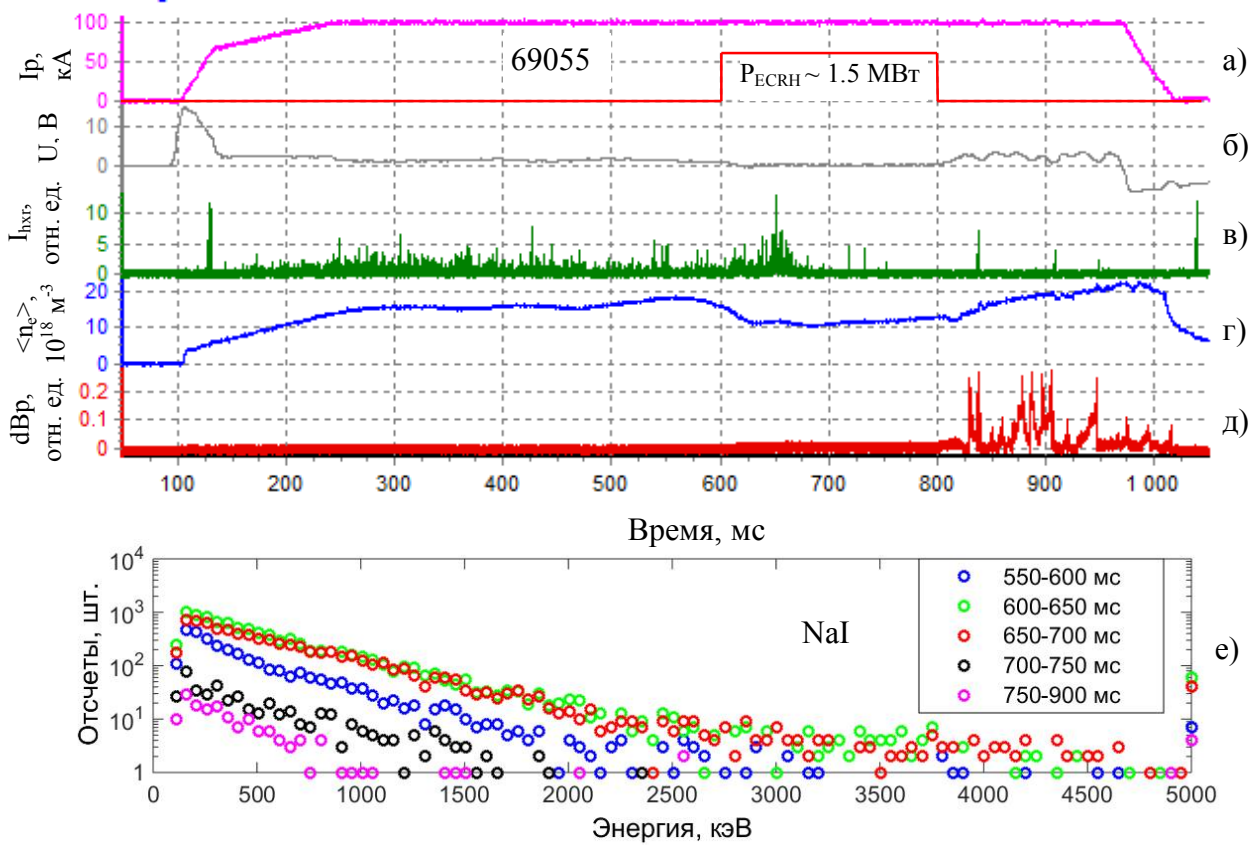 100
50
0
Ip,
кА
69055
P_ECRH ~ 1.5 МВт
а)
10
0
U, В
б)
10
5
0
I_hxr,
отн. ед.
в)
20
10
0
<n_e>,
10^18 м^-3
г)
0.2
0.1
0
dBp,
отн. ед.
д)
100 200 300 400 500 600 700 800 900 1 000
Время, мс
10^4
10^3
10^2
10^1
1
Отсчеты, шт.
NaI
550-600 мс
600-650 мс
650-700 мс
700-750 мс
750-900 мс
е)
0 500 1000 1500 2000 2500 3000 3500 4000 4500 5000
Энергия, кэВ